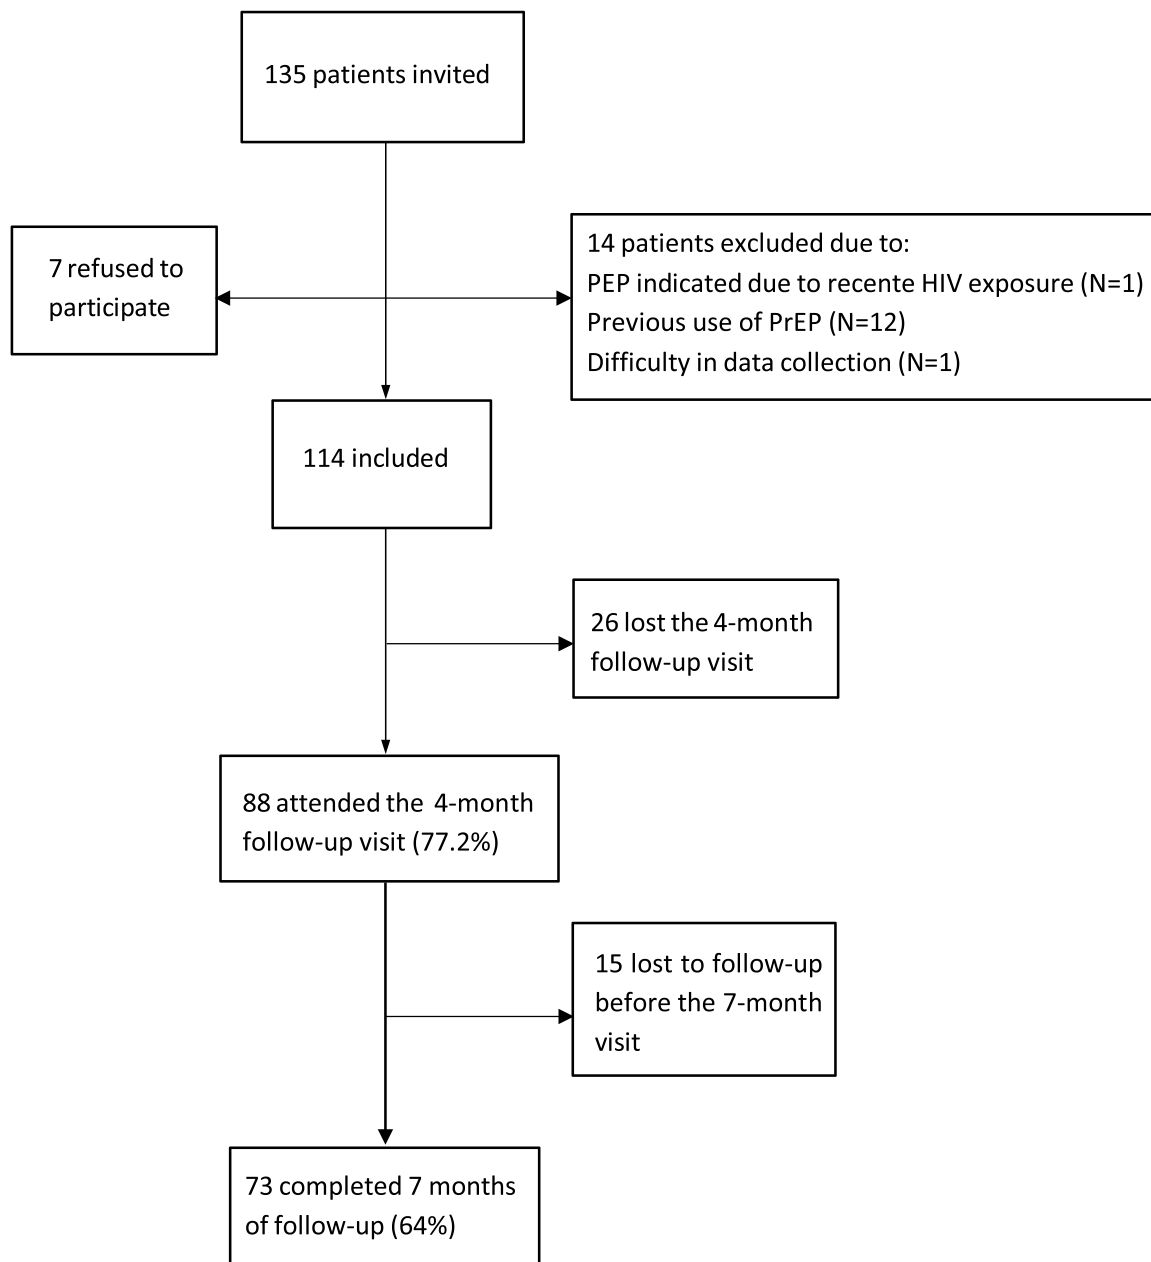 135 patients invited
7 refused to
participate
14 patients excluded due to:
PEP indicated due to recente HIV exposure (N=1)
Previous use of PrEP (N=12)
Difficulty in data collection (N=1)
114 included
26 lost the 4-month
follow-up visit
88 attended the 4-month
follow-up visit (77.2%)
15 lost to follow-up
before the 7-month
visit
73 completed 7 months
of follow-up (64%)